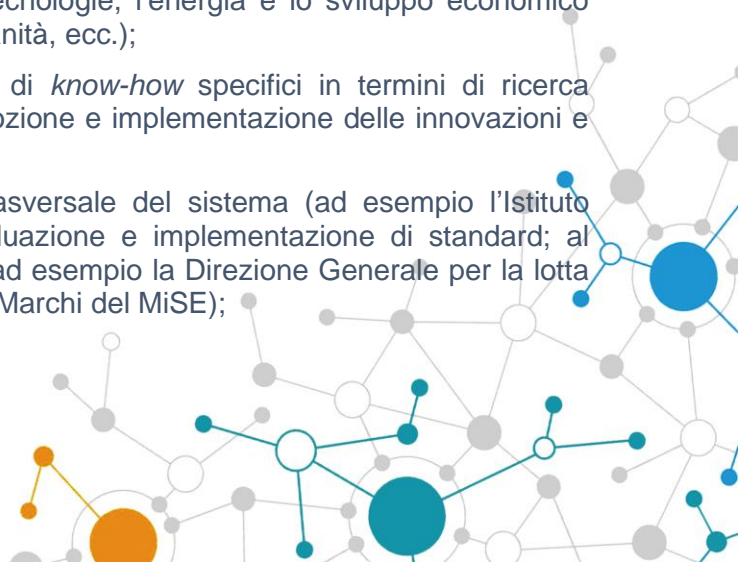 tecnologie, l'energia e lo sviluppo economico
anità, ecc.);
di know-how specifici in termini di ricerca
ozione e implementazione delle innovazioni e
asversale del sistema (ad esempio l'Istituto
luazione e implementazione di standard; al
ad esempio la Direzione Generale per la lotta
Marchi del MiSE);